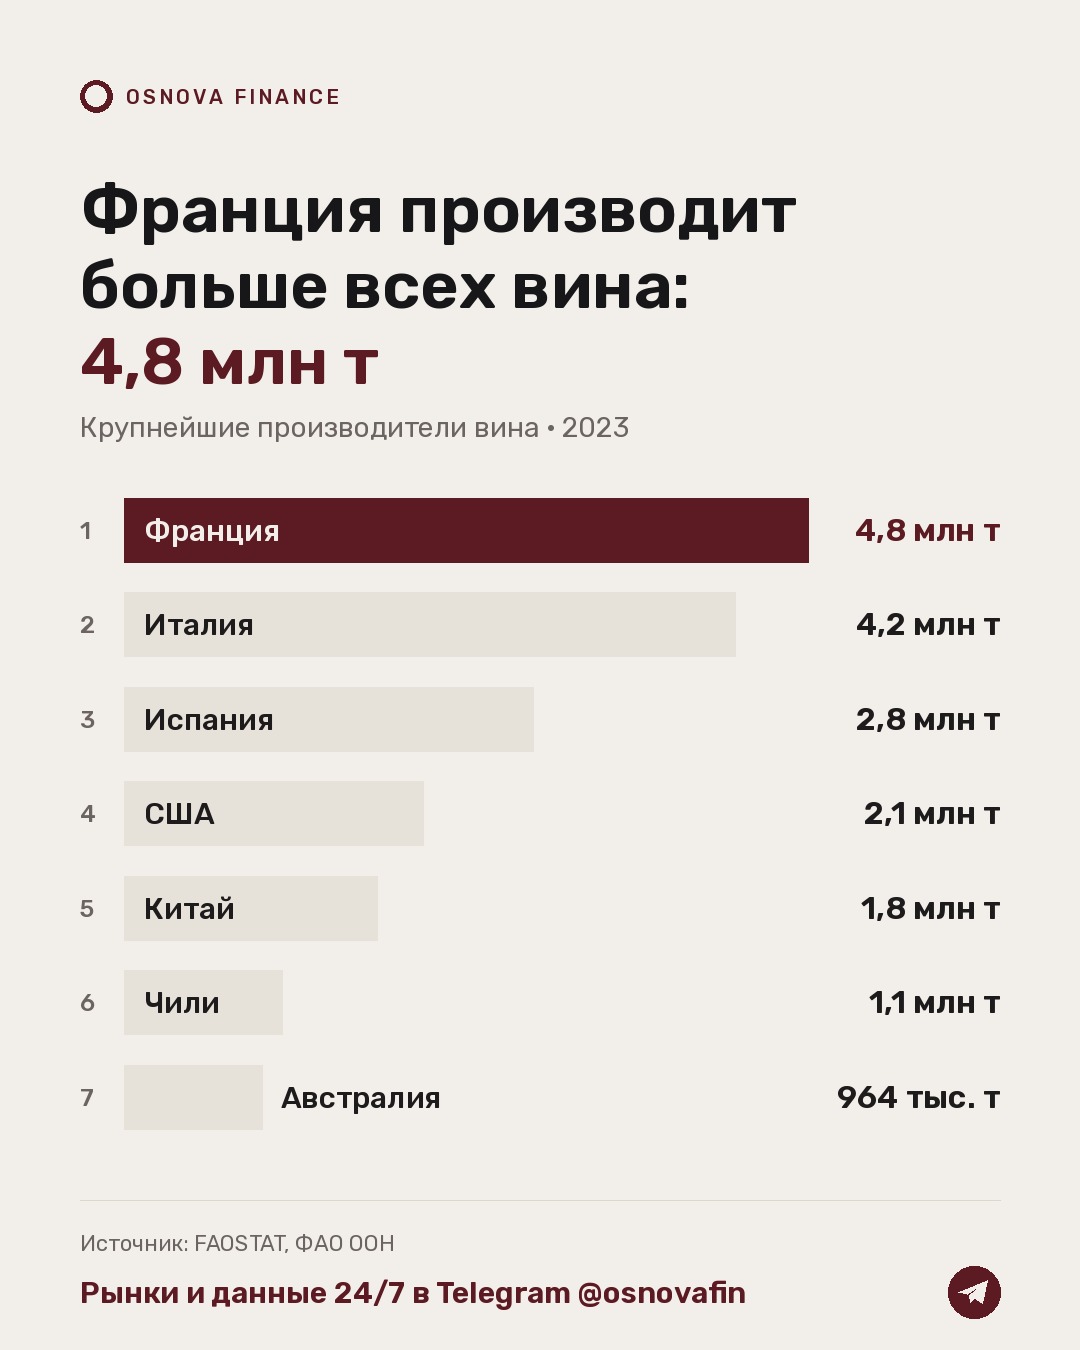 OSNOVA FINANCE
Франция производит
больше всех вина:
4,8 млн т
Крупнейшие производители вина • 2023
1 Франция 4,8 млн т
2 Италия 4,2 млн т
3 Испания 2,8 млн т
4 США 2,1 млн т
5 Китай 1,8 млн т
6 Чили 1,1 млн т
7 Австралия 964 тыс. т
Источник: FAOSTAT, ФАО ООН
Рынки и данные 24/7 в Telegram @osnovafin